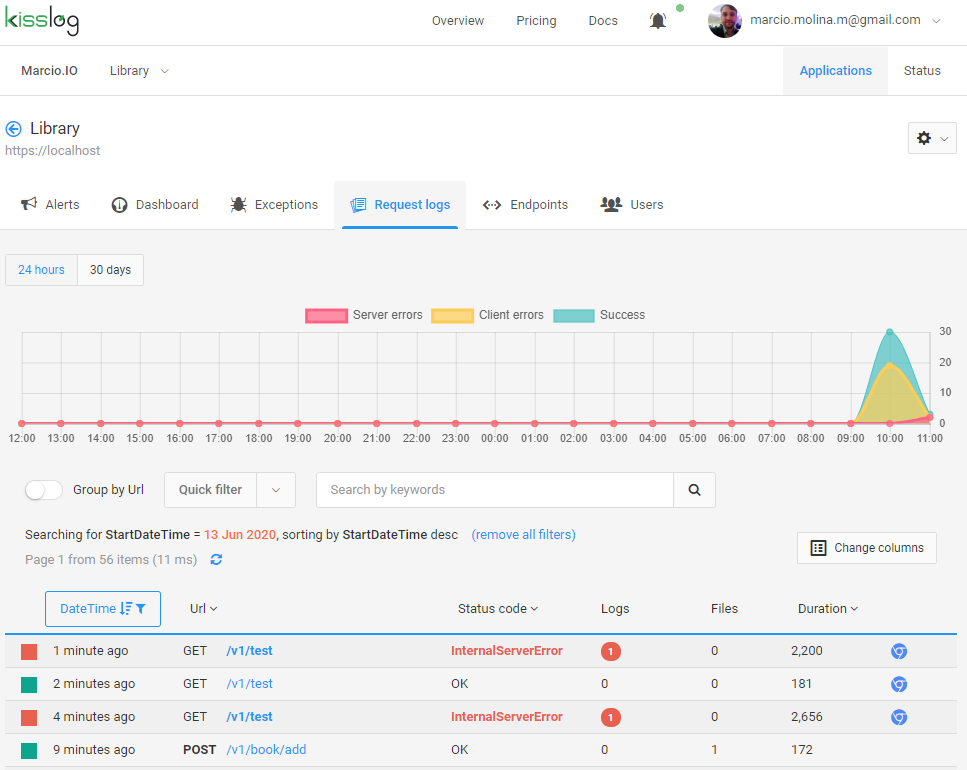 kisslog
Overview Pricing Docs marcio.molina.m@gmail.com
Marcio.IO Library Applications Status
Library
https://localhost
Alerts Dashboard Exceptions Request logs Endpoints Users
24 hours 30 days
Server errors Client errors Success
30
20
10
0
12:00 13:00 14:00 15:00 16:00 17:00 18:00 19:00 20:00 21:00 22:00 23:00 00:00 01:00 02:00 03:00 04:00 05:00 06:00 07:00 08:00 09:00 10:00 11:00
Group by Url Quick filter Search by keywords
Searching for StartDateTime = 13 Jun 2020, sorting by StartDateTime desc (remove all filters)
Page 1 from 56 items (11 ms)
Change columns
DateTime Url Status code Logs Files Duration
1 minute ago GET /v1/test InternalServerError 1 0 2,200
2 minutes ago GET /v1/test OK 0 0 181
4 minutes ago GET /v1/test InternalServerError 1 0 2,656
9 minutes ago POST /v1/book/add OK 0 1 172